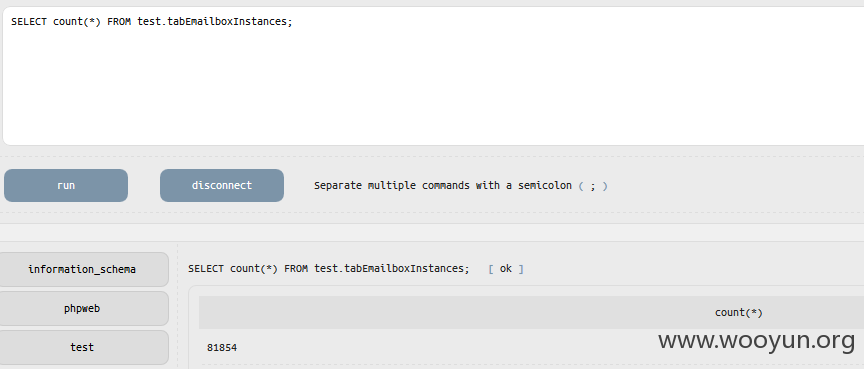 SELECT count(*) FROM test.tabEmailboxInstances;
run disconnect Separate multiple commands with a semicolon ( ; )
information_schema
phpweb
test
SELECT count(*) FROM test.tabEmailboxInstances; [ ok ]
count(*)
81854
www.wooyun.org